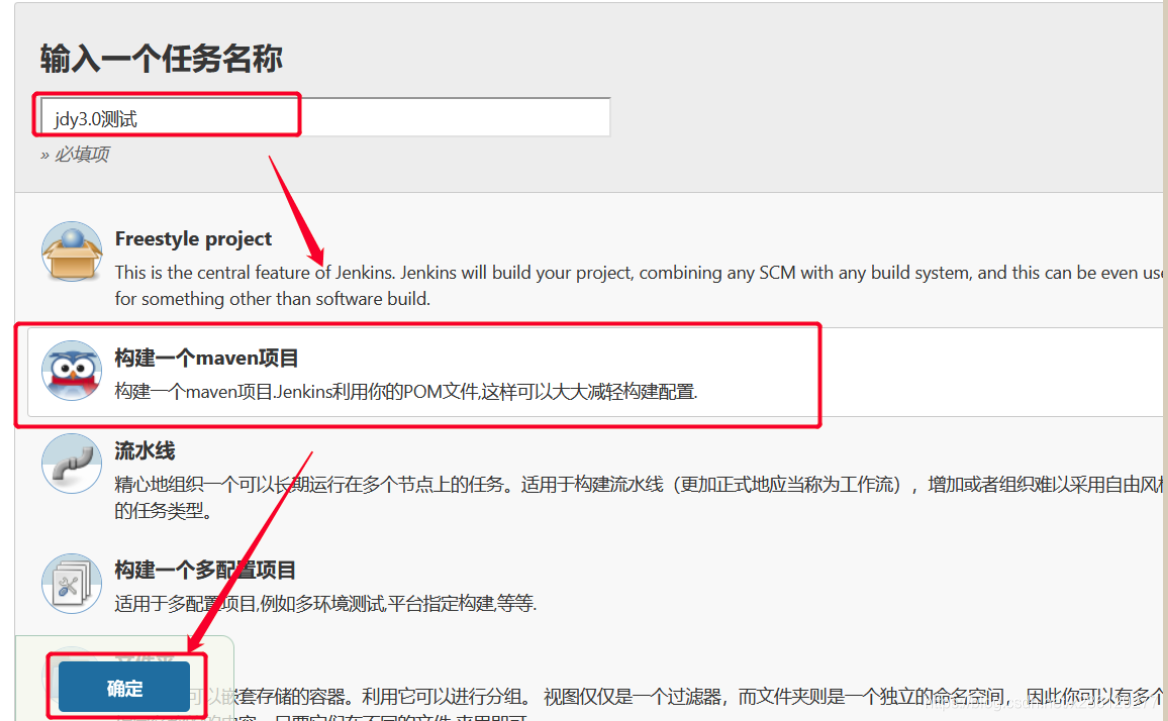 输入一个任务名称
jdy3.0测试
» 必填项
Freestyle project
This is the central feature of Jenkins. Jenkins will build your project, combining any SCM with any build system, and this can be even use
for something other than software build.
构建一个maven项目
构建一个maven项目.Jenkins利用你的POM文件,这样可以大大减轻构建配置.
流水线
精心地组织一个可以长期运行在多个节点上的任务。适用于构建流水线（更加正式地应当称为工作流），增加或者组织难以采用自由风格
的任务类型。
构建一个多配置项目
适用于多配置项目,例如多环境测试,平台指定构建,等等.
文件夹
确定
可以嵌套存储的容器。利用它可以进行分组。 视图仅仅是一个过滤器，而文件夹则是一个独立的命名空间， 因此你可以有多个